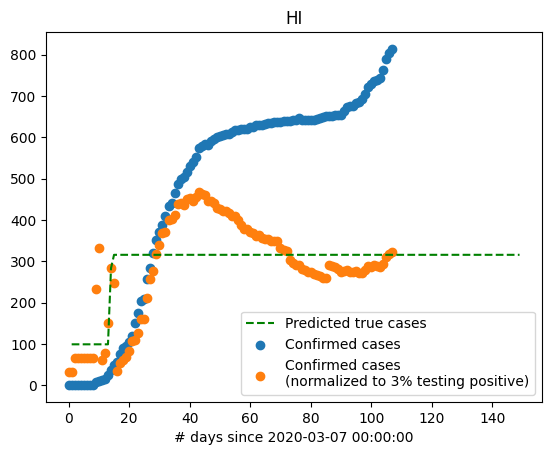 HI
800
700
600
500
400
300
200
100
0
Predicted true cases
Confirmed cases
Confirmed cases
(normalized to 3% testing positive)
0 20 40 60 80 100 120 140
# days since 2020-03-07 00:00:00